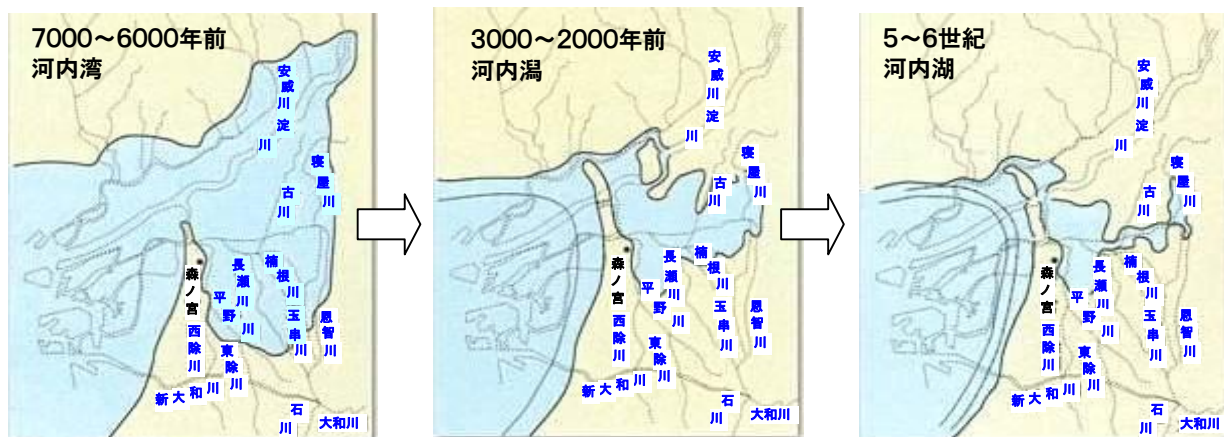 7000～6000年前
河内湾
安威川
淀川
寝屋川
古川
楠根川
長瀬川
森ノ宮
平野川
玉串川
恩智川
西除川
東除川
新大和川
石川
大和川
3000～2000年前
河内潟
安威川
淀川
寝屋川
古川
楠根川
長瀬川
森ノ宮
平野川
玉串川
恩智川
西除川
東除川
新大和川
石川
大和川
5～6世紀
河内湖
安威川
淀川
寝屋川
古川
楠根川
長瀬川
森ノ宮
平野川
玉串川
恩智川
西除川
東除川
新大和川
石川
大和川